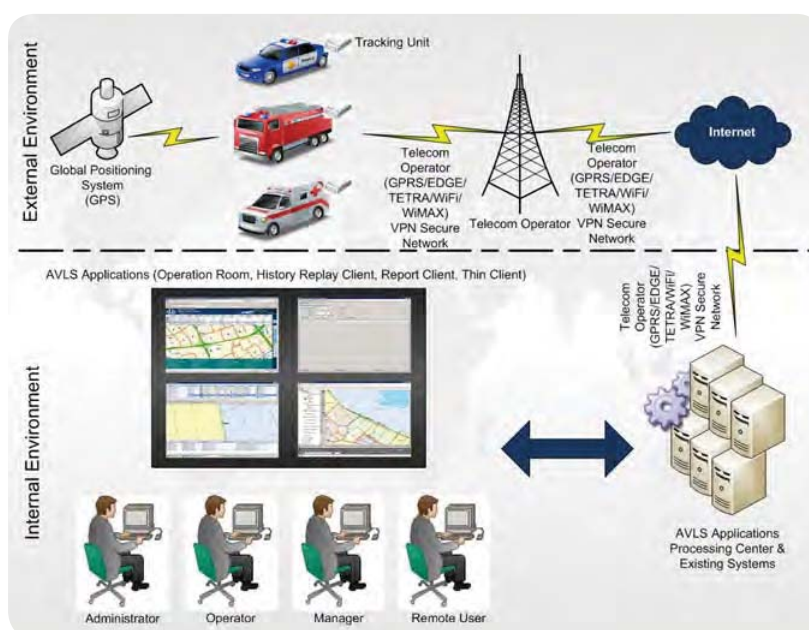 External Environment
Tracking Unit
Global Positioning
System
(GPS)
Telecom
Operator
(GPRS/EDGE/
TETRA/WiFi/
WiMAX)
VPN Secure
Network
Telecom Operator
Telecom
Operator
(GPRS/EDGE/
TETRA/WiFi/
WiMAX)
VPN Secure
Network
Internet
Telecom
Operator
(GPRS/EDGE/
TETRA/WiFi/
WiMAX)
VPN Secure
Network
Internal Environment
AVLS Applications (Operation Room, History Replay Client, Report Client, Thin Client)
AVLS Applications
Processing Center &
Existing Systems
Administrator
Operator
Manager
Remote User